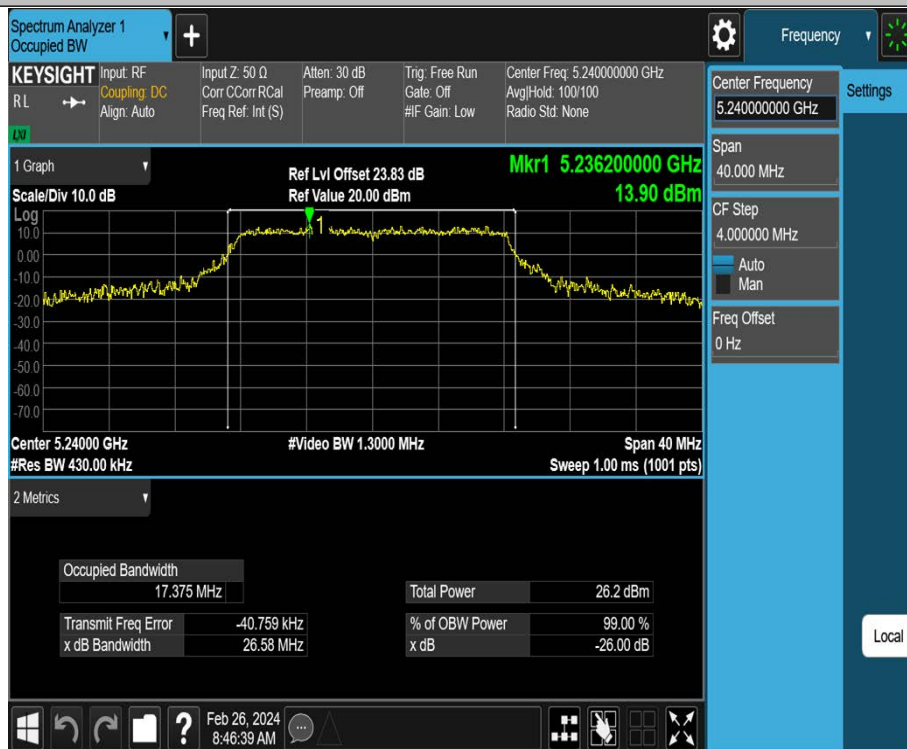 Spectrum Analyzer 1
Occupied BW
+
Frequency
KEYSIGHT
RL
LXI
Input: RF
Coupling: DC
Align: Auto
Input Z: 50 Ω
Corr CCorr RCal
Freq Ref: Int (S)
Atten: 30 dB
Preamp: Off
Trig: Free Run
Gate: Off
#IF Gain: Low
Center Freq: 5.240000000 GHz
Avg|Hold: 100/100
Radio Std: None
Center Frequency
5.240000000 GHz
Settings
Span
40.000 MHz
CF Step
4.000000 MHz
Auto
Man
Freq Offset
0 Hz
Local
1 Graph
Scale/Div 10.0 dB
Ref Lvl Offset 23.83 dB
Ref Value 20.00 dBm
Mkr1 5.236200000 GHz
13.90 dBm
Log
10.0
0.00
-10.0
-20.0
-30.0
-40.0
-50.0
-60.0
-70.0
1
Center 5.24000 GHz
#Video BW 1.3000 MHz
Span 40 MHz
#Res BW 430.00 kHz
Sweep 1.00 ms (1001 pts)
2 Metrics
Occupied Bandwidth
17.375 MHz
Total Power 26.2 dBm
Transmit Freq Error -40.759 kHz
% of OBW Power 99.00 %
x dB Bandwidth 26.58 MHz
x dB -26.00 dB
?
Feb 26, 2024
8:46:39 AM